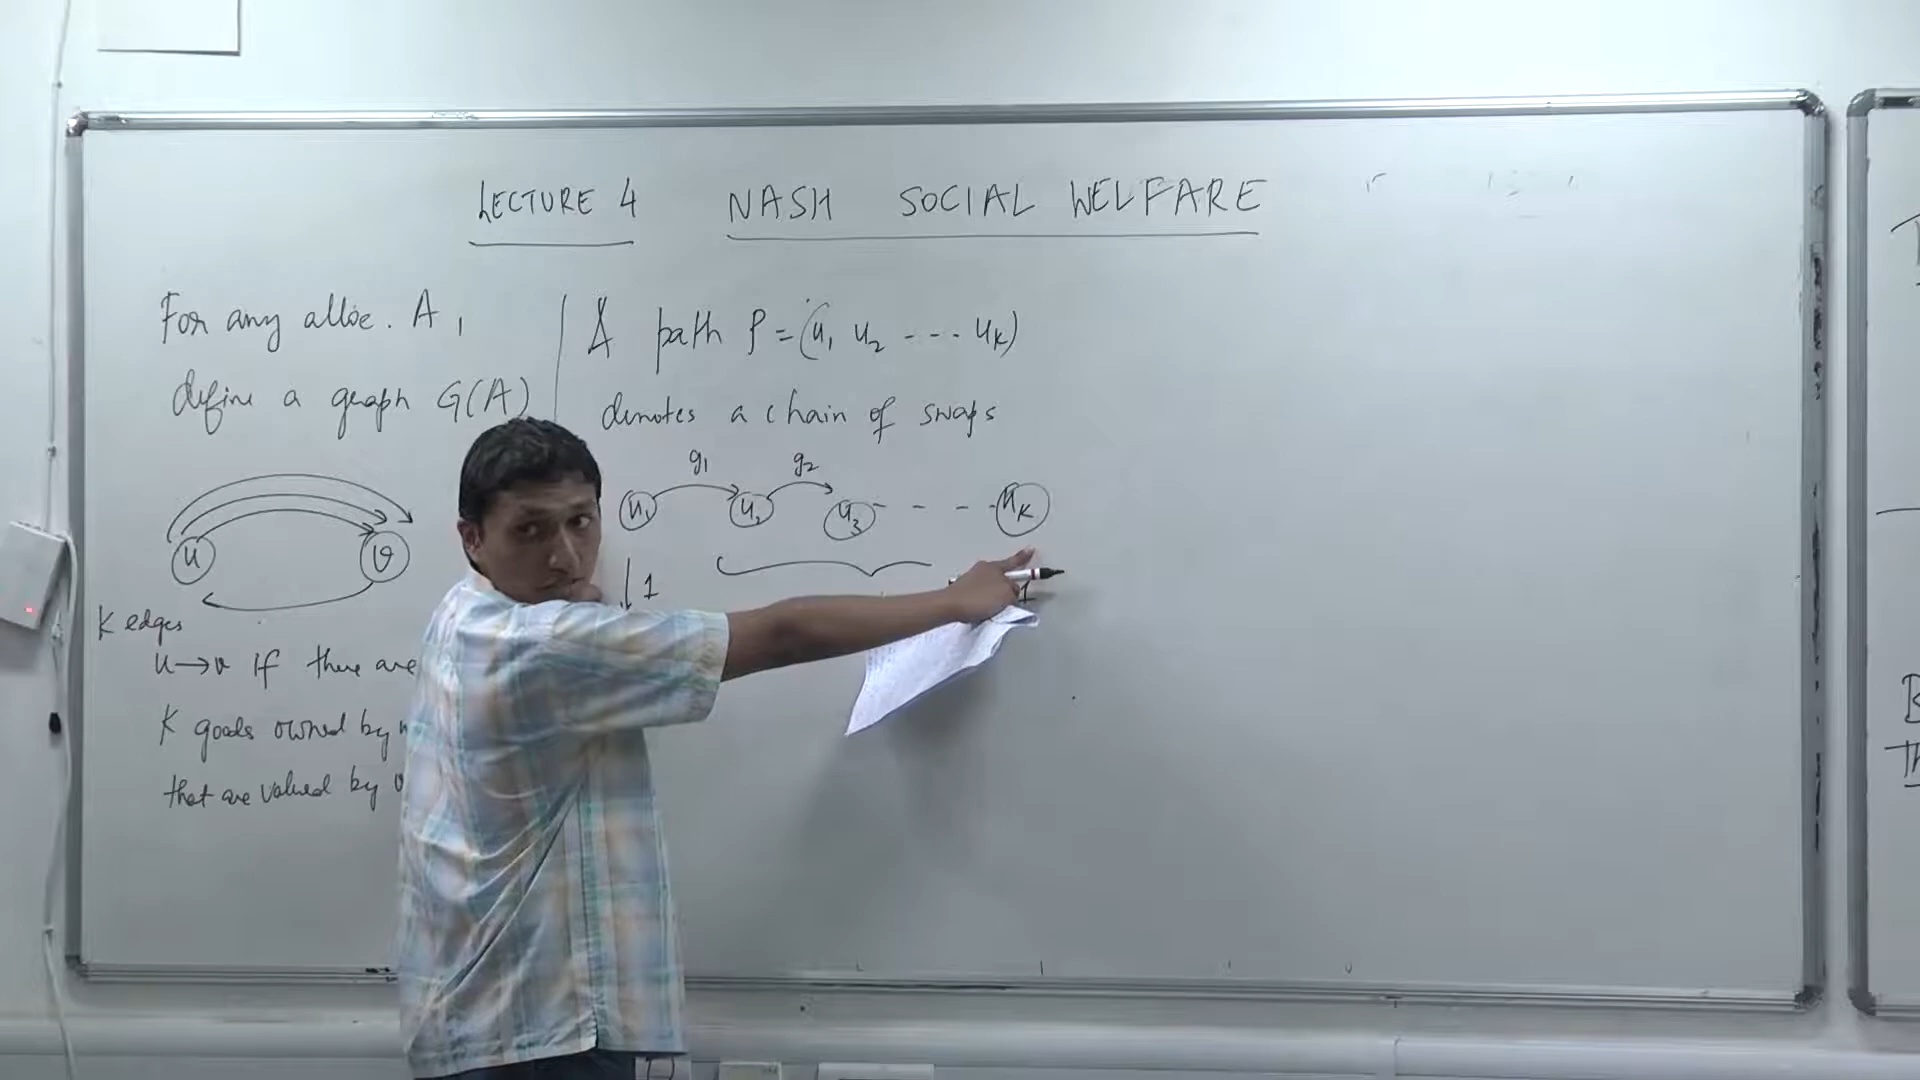 LECTURE 4 NASH SOCIAL WELFARE
For any alloc. A,
define a graph G(A)
u v
K edges
u→v if there are
K goods owned by u
that are valued by v
A path P = (u₁ u₂ ---- uₖ)
denotes a chain of swaps
g₁ g₂
u₁ u₂ u₃ - - - - uₖ
↓1 1